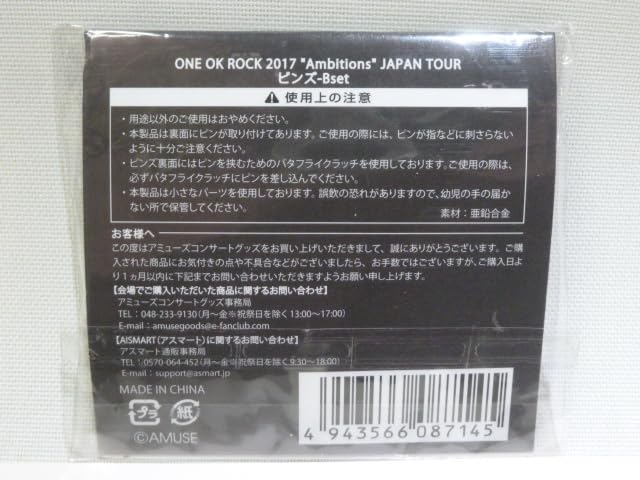 ONE OK ROCK 2017 "Ambitions" JAPAN TOUR
ピンズ-Bset
⚠ 使用上の注意
・用途以外のご使用はおやめください。
・本製品は裏面にピンが取り付けてあります。ご使用の際には、ピンが指などに刺さらない
ように十分ご注意ください。
・ピンズ裏面にはピンを挟むためのバタフライクラッチを使用しております。ご使用の際は、
必ずバタフライクラッチにピンを差し込んでください。
・本製品は小さなパーツを使用しております。誤飲の恐れがありますので、幼児の手の届か
ない所で保管してください。
素材：亜鉛合金
お客様へ
この度はアミューズコンサートグッズをお買い上げいただきまして、誠にありがとうございます。ご購
入された商品にお気付きの点や不具合などがございましたら、お手数ではございますが、ご購入日よ
り1ヵ月以内に下記までお問い合わせいただきますようお願い申し上げます。
【会場でご購入いただいた商品に関するお問い合わせ】
アミューズコンサートグッズ事務局
TEL：048-233-9130（月〜金※祝祭日を除く13:00〜17:00）
E-mail：amusegoods@e-fanclub.com
【A!SMART（アスマート）に関するお問い合わせ】
アスマート通販事務局
TEL：0570-064-452（月〜金※祝祭日を除く9:30〜18:00）
E-mail：support@asmart.jp
MADE IN CHINA
プラ 紙
©AMUSE
4 943566 087145